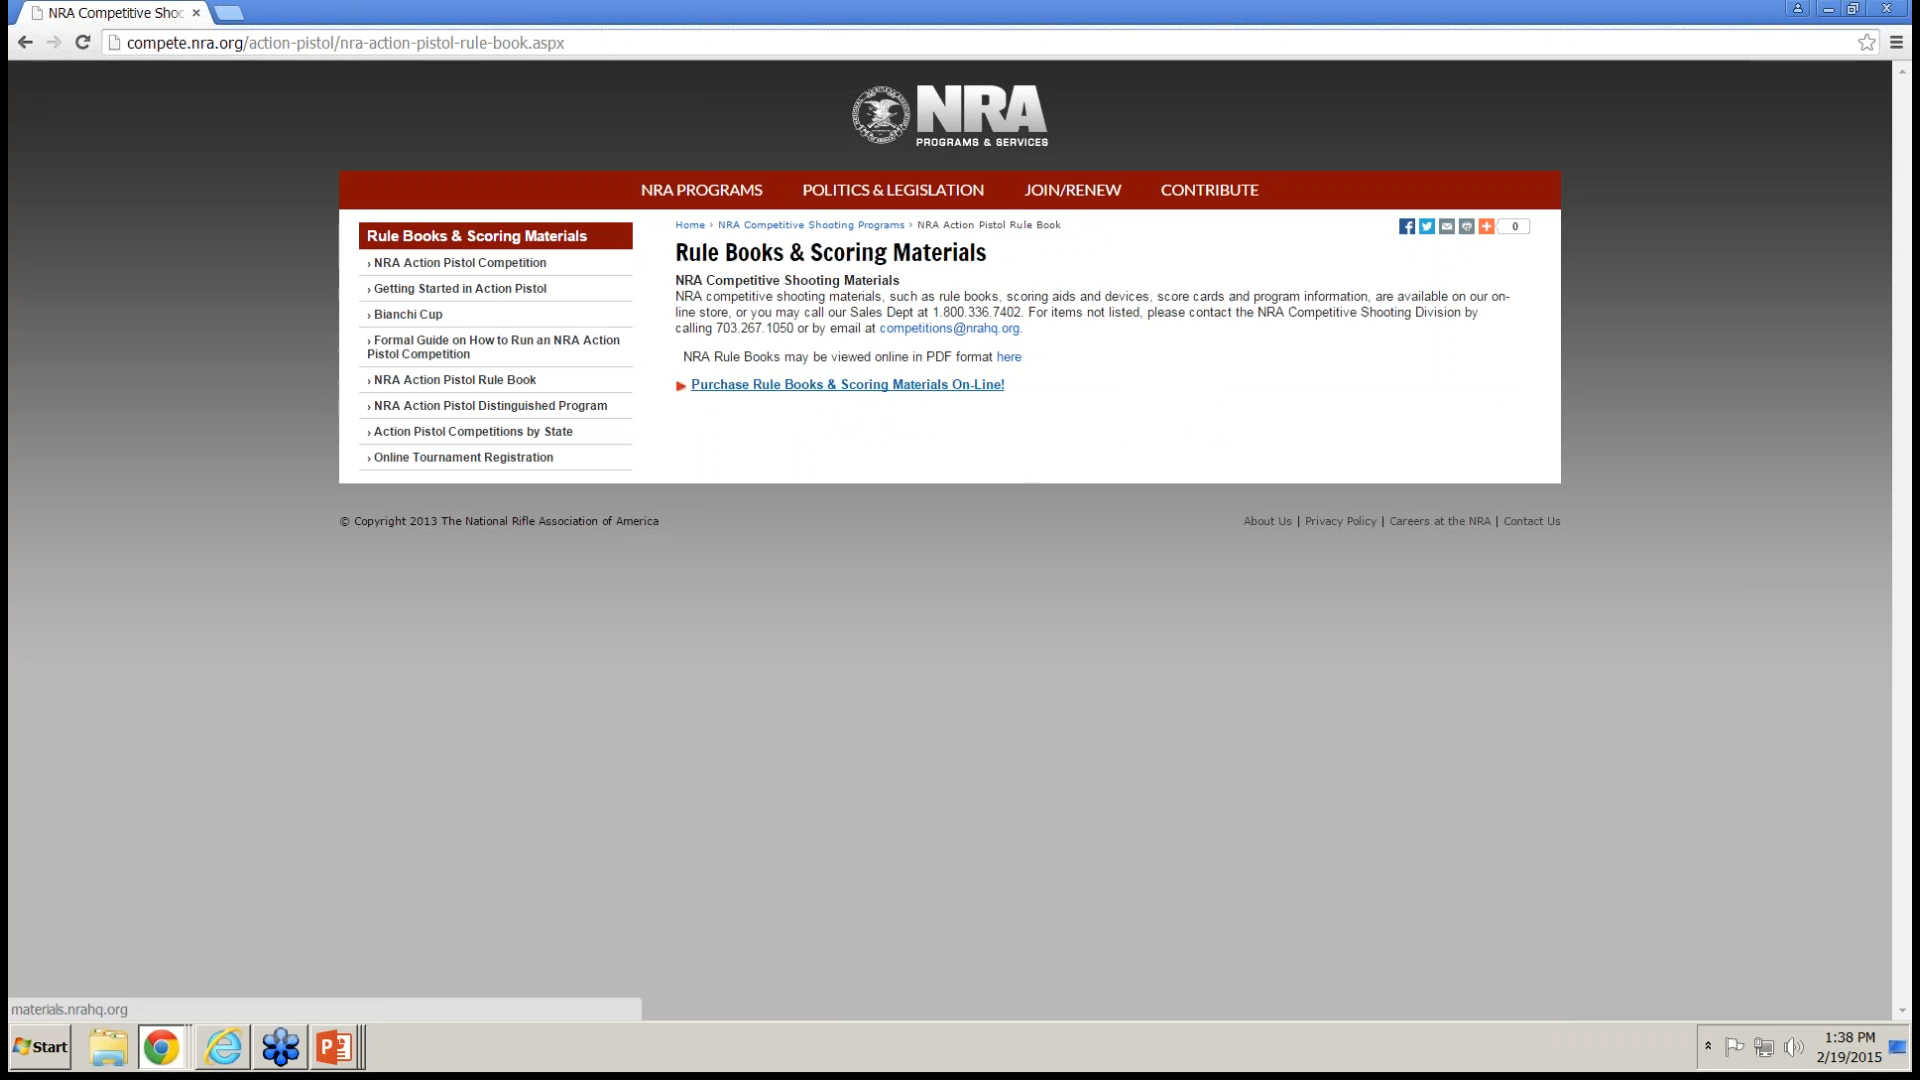 NRA Competitive Shoo
compete.nra.org/action-pistol/nra-action-pistol-rule-book.aspx
NRA
PROGRAMS & SERVICES
NRA PROGRAMS POLITICS & LEGISLATION JOIN/RENEW CONTRIBUTE
Rule Books & Scoring Materials
› NRA Action Pistol Competition
› Getting Started in Action Pistol
› Bianchi Cup
› Formal Guide on How to Run an NRA Action
Pistol Competition
› NRA Action Pistol Rule Book
› NRA Action Pistol Distinguished Program
› Action Pistol Competitions by State
› Online Tournament Registration
Home › NRA Competitive Shooting Programs › NRA Action Pistol Rule Book
0
Rule Books & Scoring Materials
NRA Competitive Shooting Materials
NRA competitive shooting materials, such as rule books, scoring aids and devices, score cards and program information, are available on our on-
line store, or you may call our Sales Dept at 1.800.336.7402. For items not listed, please contact the NRA Competitive Shooting Division by
calling 703.267.1050 or by email at competitions@nrahq.org.
NRA Rule Books may be viewed online in PDF format here
Purchase Rule Books & Scoring Materials On-Line!
© Copyright 2013 The National Rifle Association of America
About Us | Privacy Policy | Careers at the NRA | Contact Us
materials.nrahq.org
Start
1:38 PM
2/19/2015